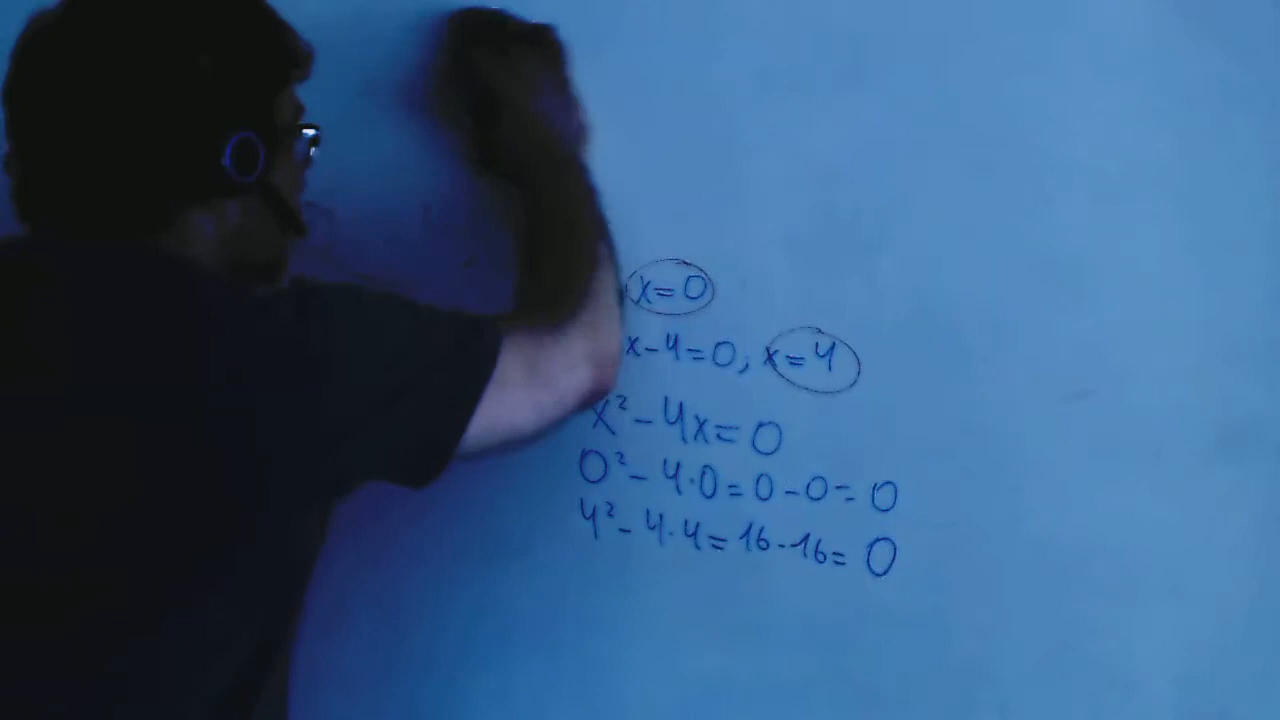 x=0
x-4=0, x=4
x²-4x=0
0²-4·0=0-0=0
4²-4·4=16-16=0